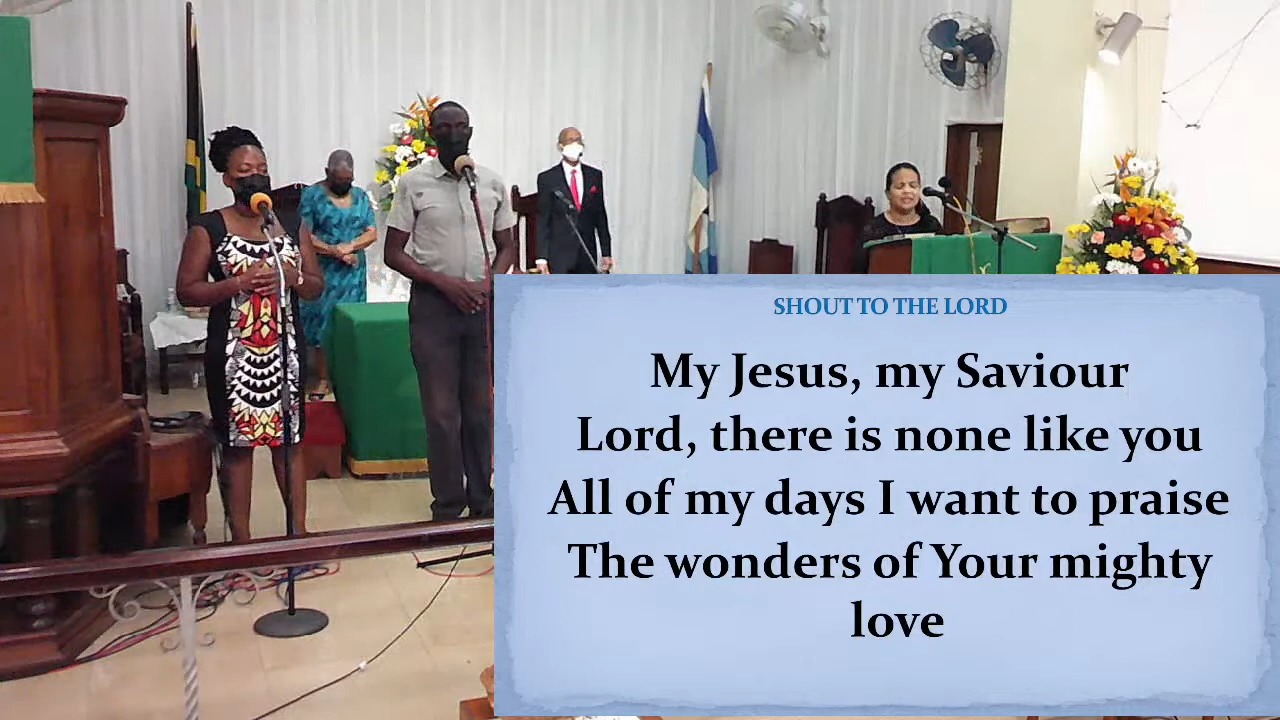 SHOUT TO THE LORD
My Jesus, my Saviour
Lord, there is none like you
All of my days I want to praise
The wonders of Your mighty
love